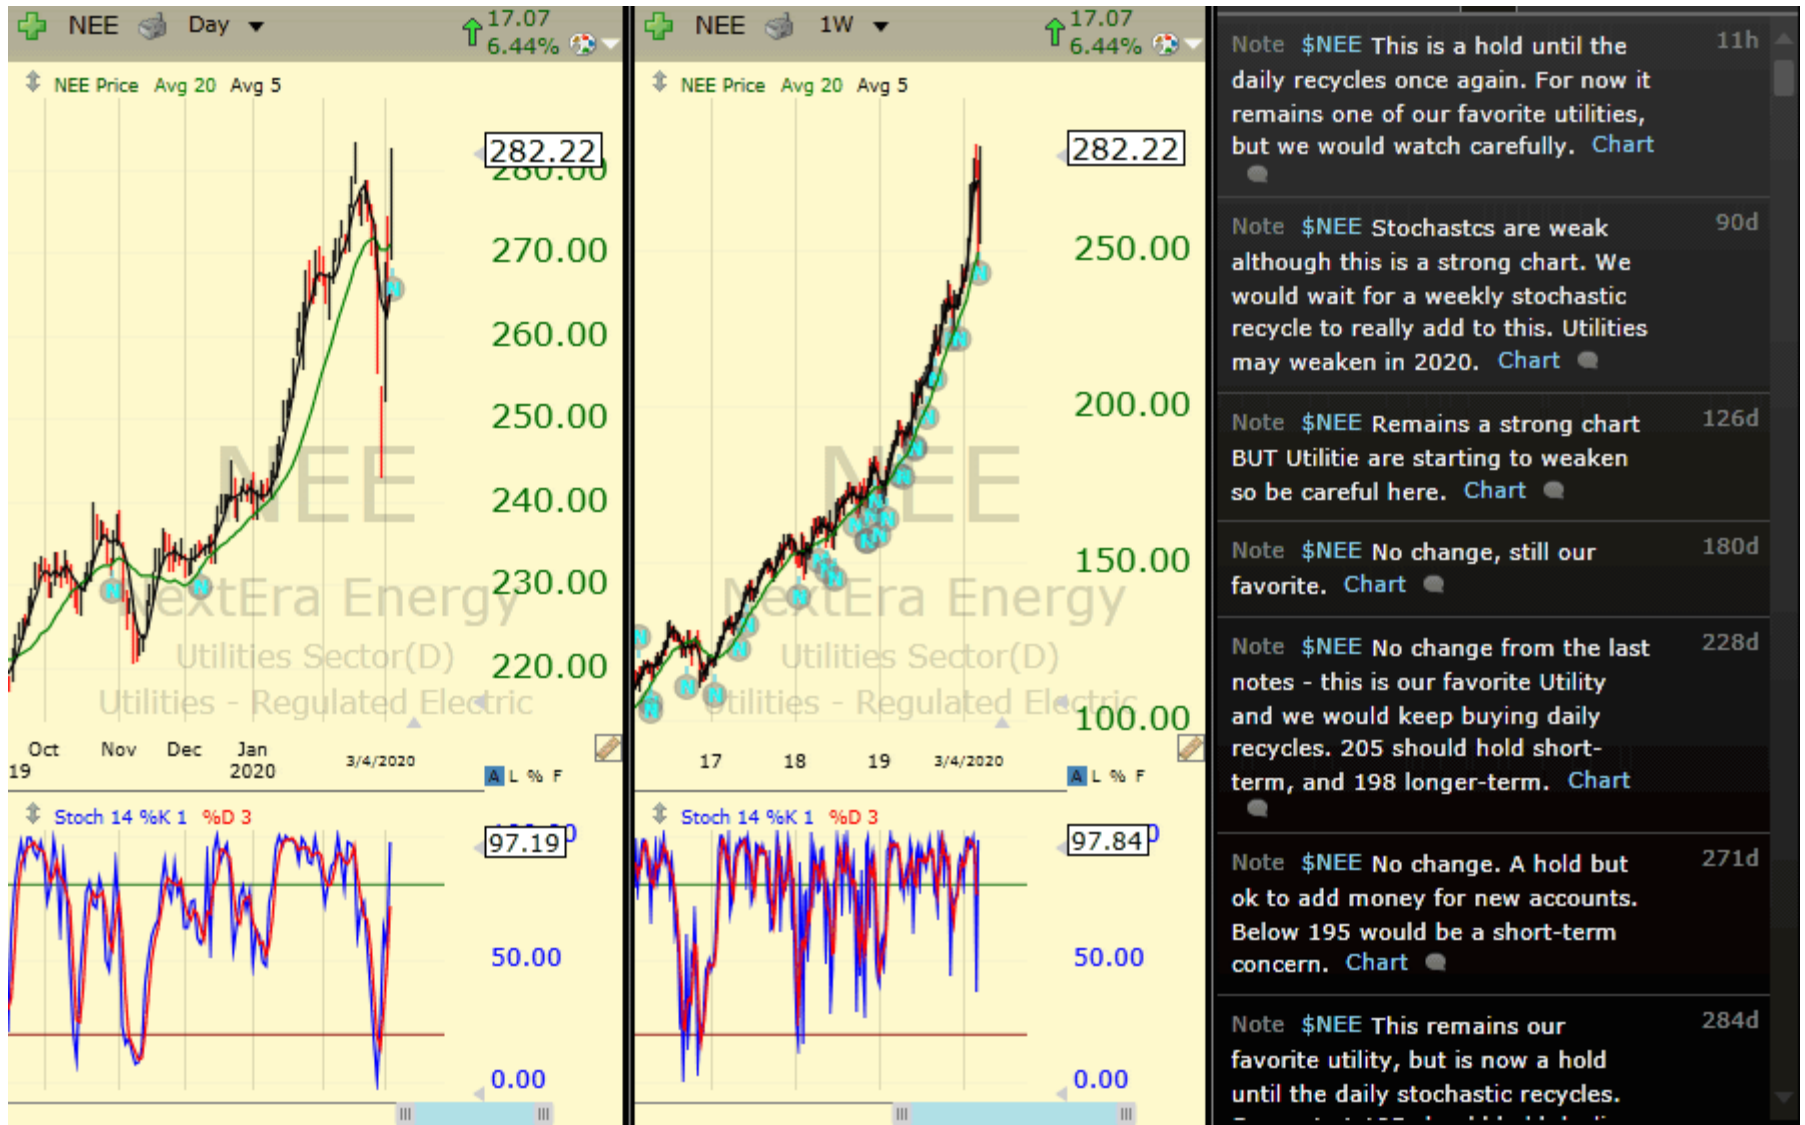 NEE Day
17.07
6.44%
NEE Price Avg 20 Avg 5
282.22
280.00
270.00
260.00
250.00
240.00
230.00
220.00
NEE
NextEra Energy
Utilities Sector(D)
Utilities - Regulated Electric
N
N
N
Oct Nov Dec Jan
19 2020 3/4/2020
A L % F
Stoch 14 %K 1 %D 3
97.19
50.00
0.00
NEE 1W
17.07
6.44%
NEE Price Avg 20 Avg 5
282.22
250.00
200.00
150.00
100.00
NEE
NextEra Energy
Utilities Sector(D)
Utilities - Regulated Electric
17 18 19 3/4/2020
A L % F
Stoch 14 %K 1 %D 3
97.84
50.00
0.00
Note $NEE This is a hold until the 11h
daily recycles once again. For now it
remains one of our favorite utilities,
but we would watch carefully. Chart
Note $NEE Stochastcs are weak 90d
although this is a strong chart. We
would wait for a weekly stochastic
recycle to really add to this. Utilities
may weaken in 2020. Chart
Note $NEE Remains a strong chart 126d
BUT Utilitie are starting to weaken
so be careful here. Chart
Note $NEE No change, still our 180d
favorite. Chart
Note $NEE No change from the last 228d
notes - this is our favorite Utility
and we would keep buying daily
recycles. 205 should hold short-
term, and 198 longer-term. Chart
Note $NEE No change. A hold but 271d
ok to add money for new accounts.
Below 195 would be a short-term
concern. Chart
Note $NEE This remains our 284d
favorite utility, but is now a hold
until the daily stochastic recycles.